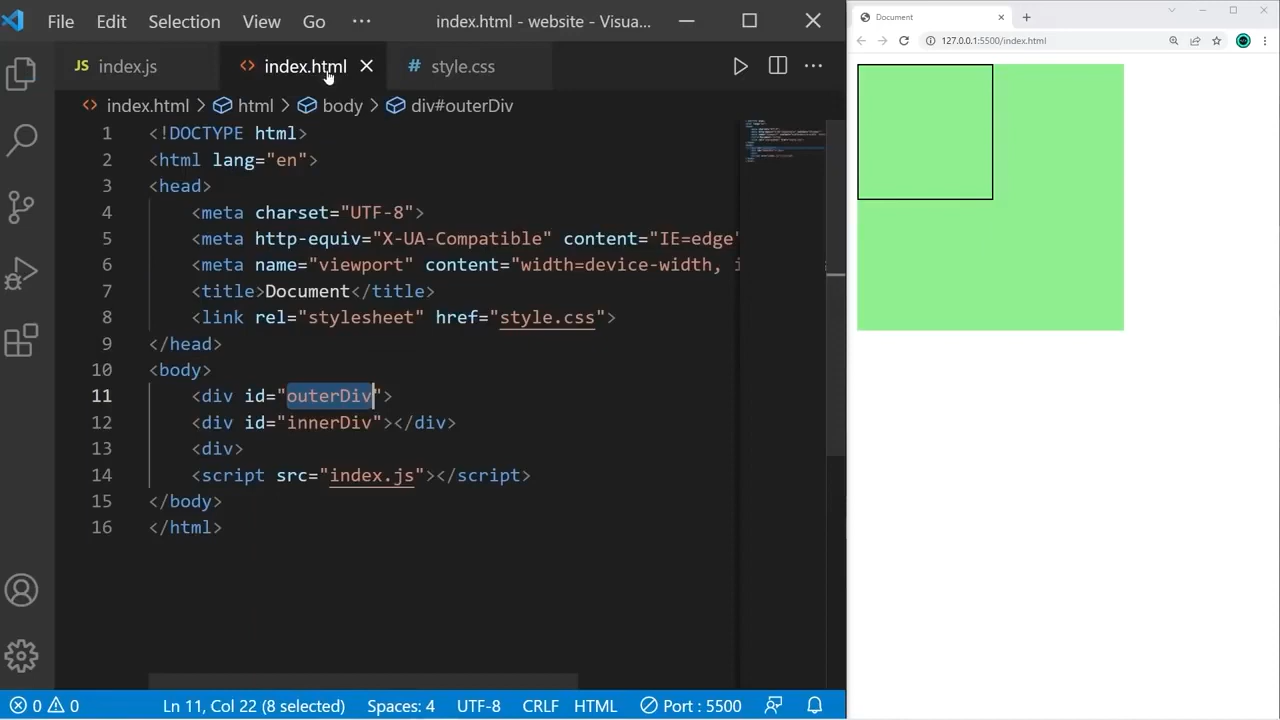 File Edit Selection View Go ··· index.html - website - Visua...
JS index.js <> index.html # style.css ···
<> index.html > html > body > div#outerDiv
1 <!DOCTYPE html>
2 <html lang="en">
3 <head>
4 <meta charset="UTF-8">
5 <meta http-equiv="X-UA-Compatible" content="IE=edge"
6 <meta name="viewport" content="width=device-width, i
7 <title>Document</title>
8 <link rel="stylesheet" href="style.css">
9 </head>
10 <body>
11 <div id="outerDiv">
12 <div id="innerDiv"></div>
13 <div>
14 <script src="index.js"></script>
15 </body>
16 </html>
0 0 Ln 11, Col 22 (8 selected) Spaces: 4 UTF-8 CRLF HTML Port : 5500
Document
127.0.0.1:5500/index.html